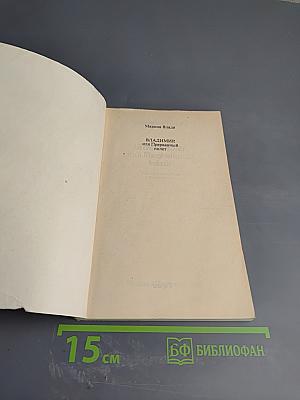 Марина Влади
ВЛАДИМИР,
или Прерванный
полет
15 см
БФ БИБЛИОФАН